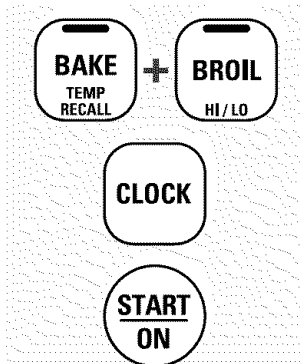 BAKE
TEMP
RECALL
+
BROIL
HI / LO
CLOCK
START
ON